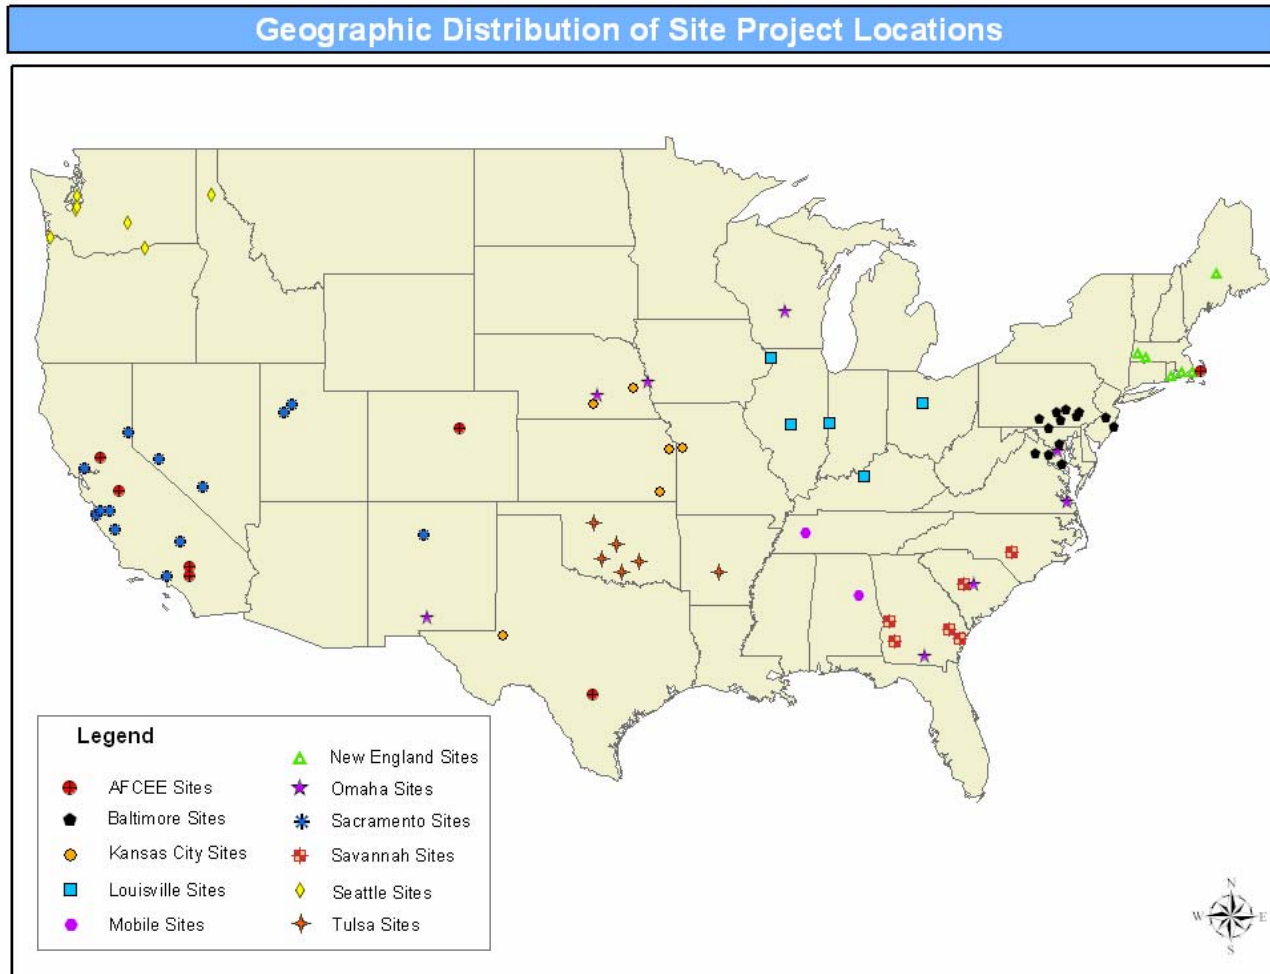 Geographic Distribution of Site Project Locations
Legend
AFCEE Sites
Baltimore Sites
Kansas City Sites
Louisville Sites
Mobile Sites
New England Sites
Omaha Sites
Sacramento Sites
Savannah Sites
Seattle Sites
Tulsa Sites
N
W E
S